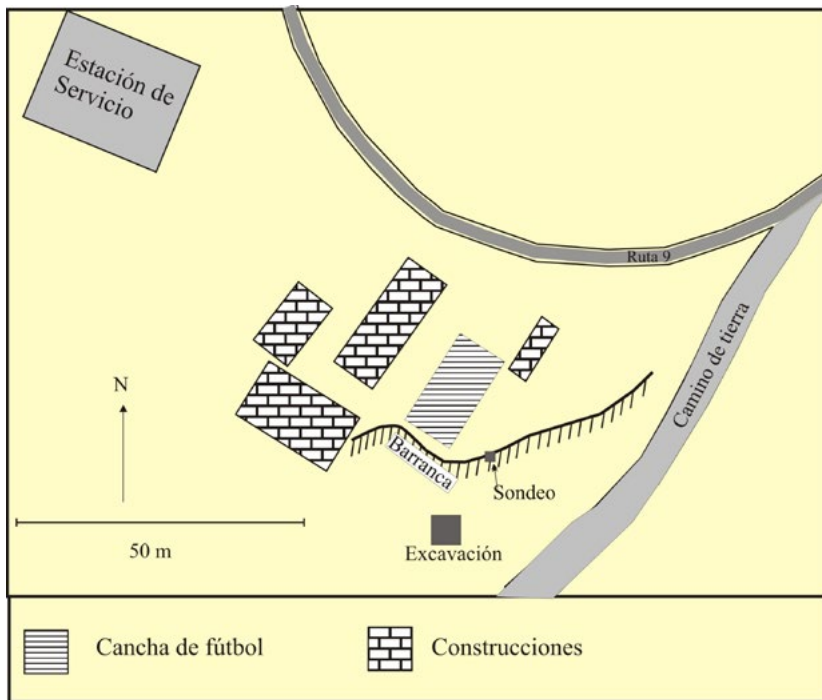 Estación de
Servicio
Ruta 9
Camino de tierra
N
Barranca
Sondeo
50 m
Excavación
Cancha de fútbol
Construcciones